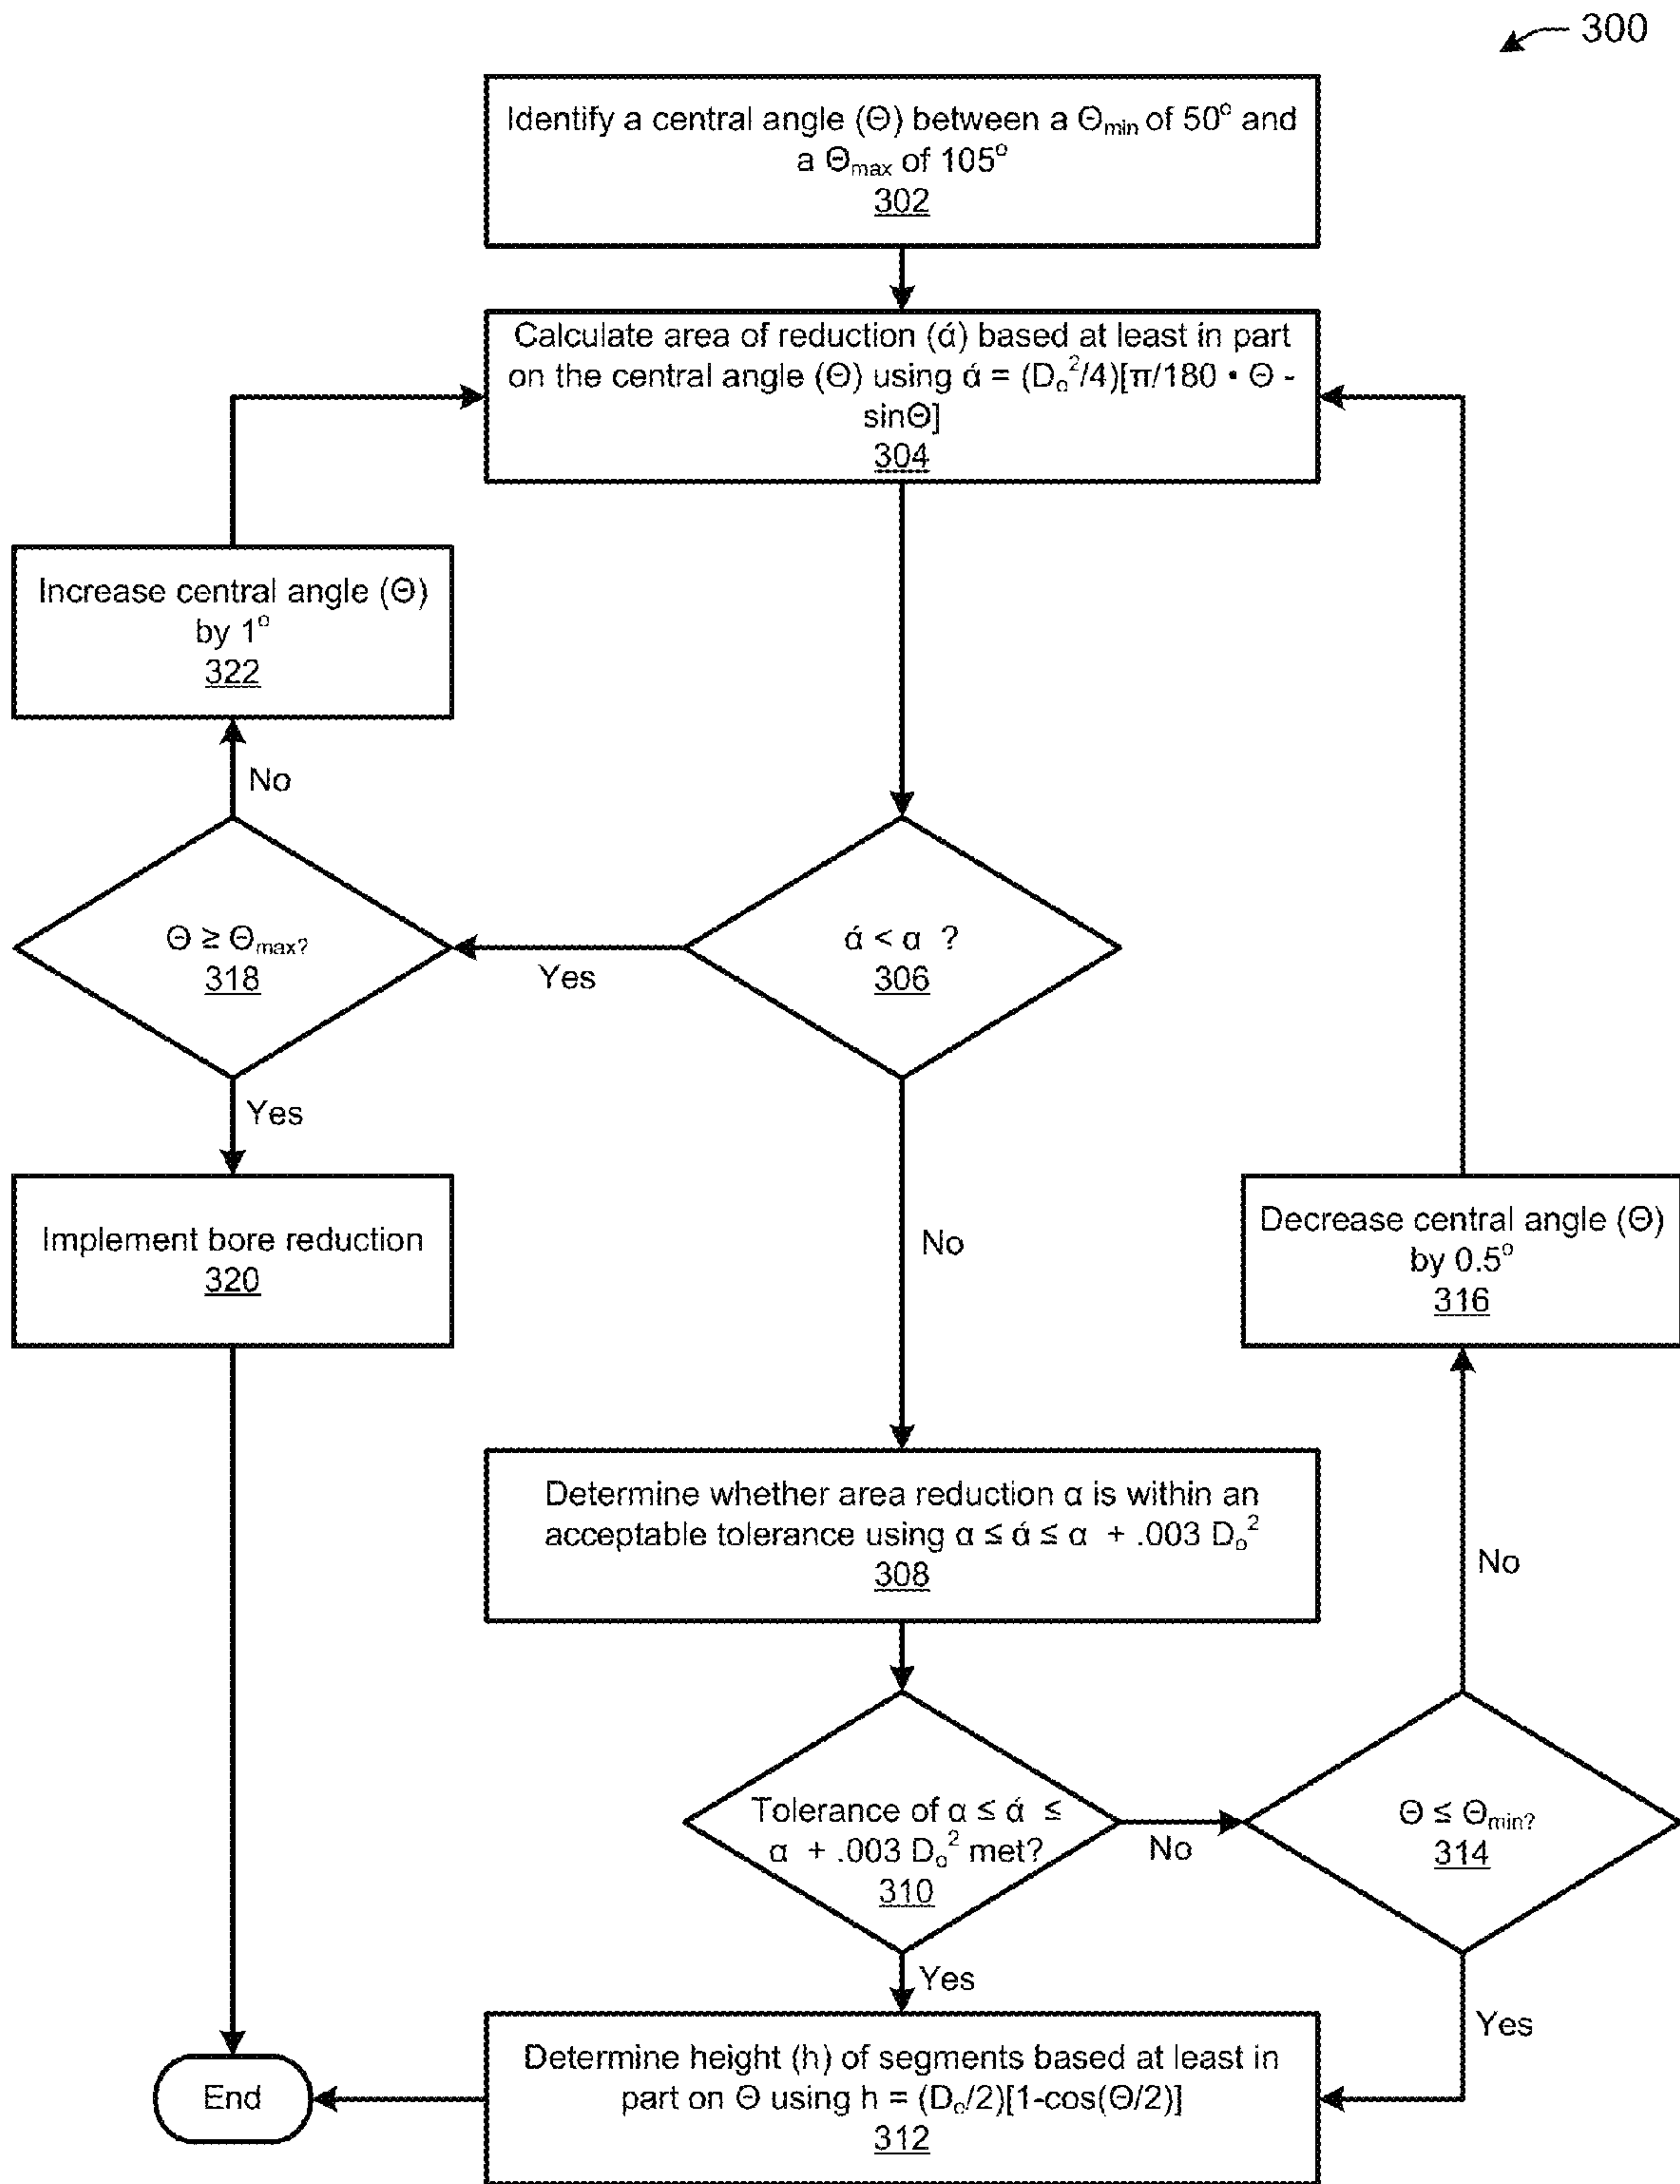 300
Identify a central angle (Θ) between a Θmin of 50° and
a Θmax of 105°
302
Calculate area of reduction (ά) based at least in part
on the central angle (Θ) using ά = (Do²/4)[π/180 • Θ -
sinΘ]
304
Increase central angle (Θ)
by 1°
322
No
Θ ≥ Θmax?
318
Yes
ά < α ?
306
Yes
Implement bore reduction
320
No
Decrease central angle (Θ)
by 0.5°
316
Determine whether area reduction α is within an
acceptable tolerance using α ≤ ά ≤ α + .003 Do²
308
No
Tolerance of α ≤ ά ≤
α + .003 Do² met?
310
No
Θ ≤ Θmin?
314
Yes
Yes
Determine height (h) of segments based at least in
part on Θ using h = (Do/2)[1-cos(Θ/2)]
312
End